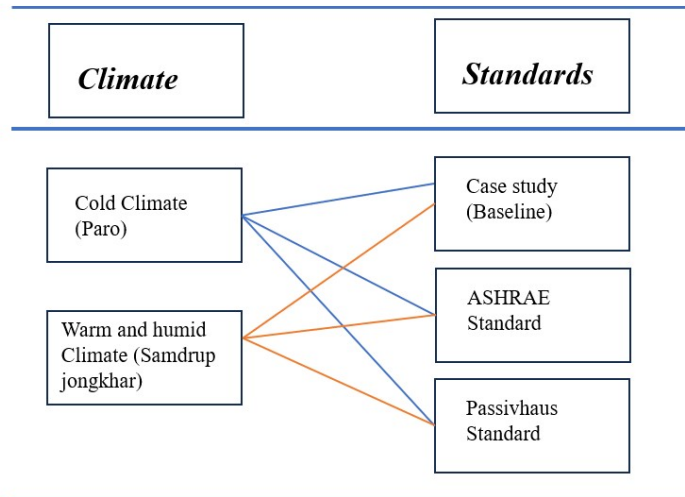 Climate
Standards
Cold Climate
(Paro)
Warm and humid
Climate (Samdrup
jongkhar)
Case study
(Baseline)
ASHRAE
Standard
Passivhaus
Standard